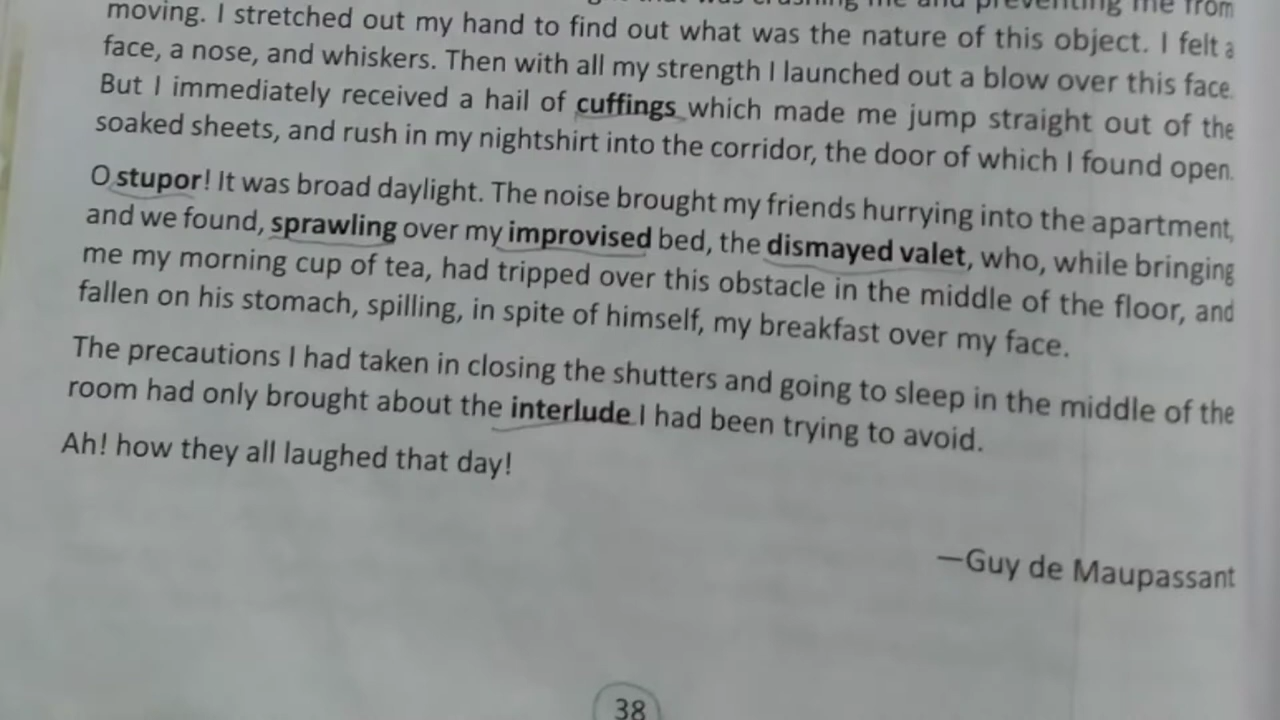 me and preventing me from
moving. I stretched out my hand to find out what was the nature of this object. I felt a
face, a nose, and whiskers. Then with all my strength I launched out a blow over this face.
But I immediately received a hail of cuffings which made me jump straight out of the
soaked sheets, and rush in my nightshirt into the corridor, the door of which I found open.
O stupor! It was broad daylight. The noise brought my friends hurrying into the apartment,
and we found, sprawling over my improvised bed, the dismayed valet, who, while bringing
me my morning cup of tea, had tripped over this obstacle in the middle of the floor, and
fallen on his stomach, spilling, in spite of himself, my breakfast over my face.
The precautions I had taken in closing the shutters and going to sleep in the middle of the
room had only brought about the interlude I had been trying to avoid.
Ah! how they all laughed that day!
—Guy de Maupassant
38